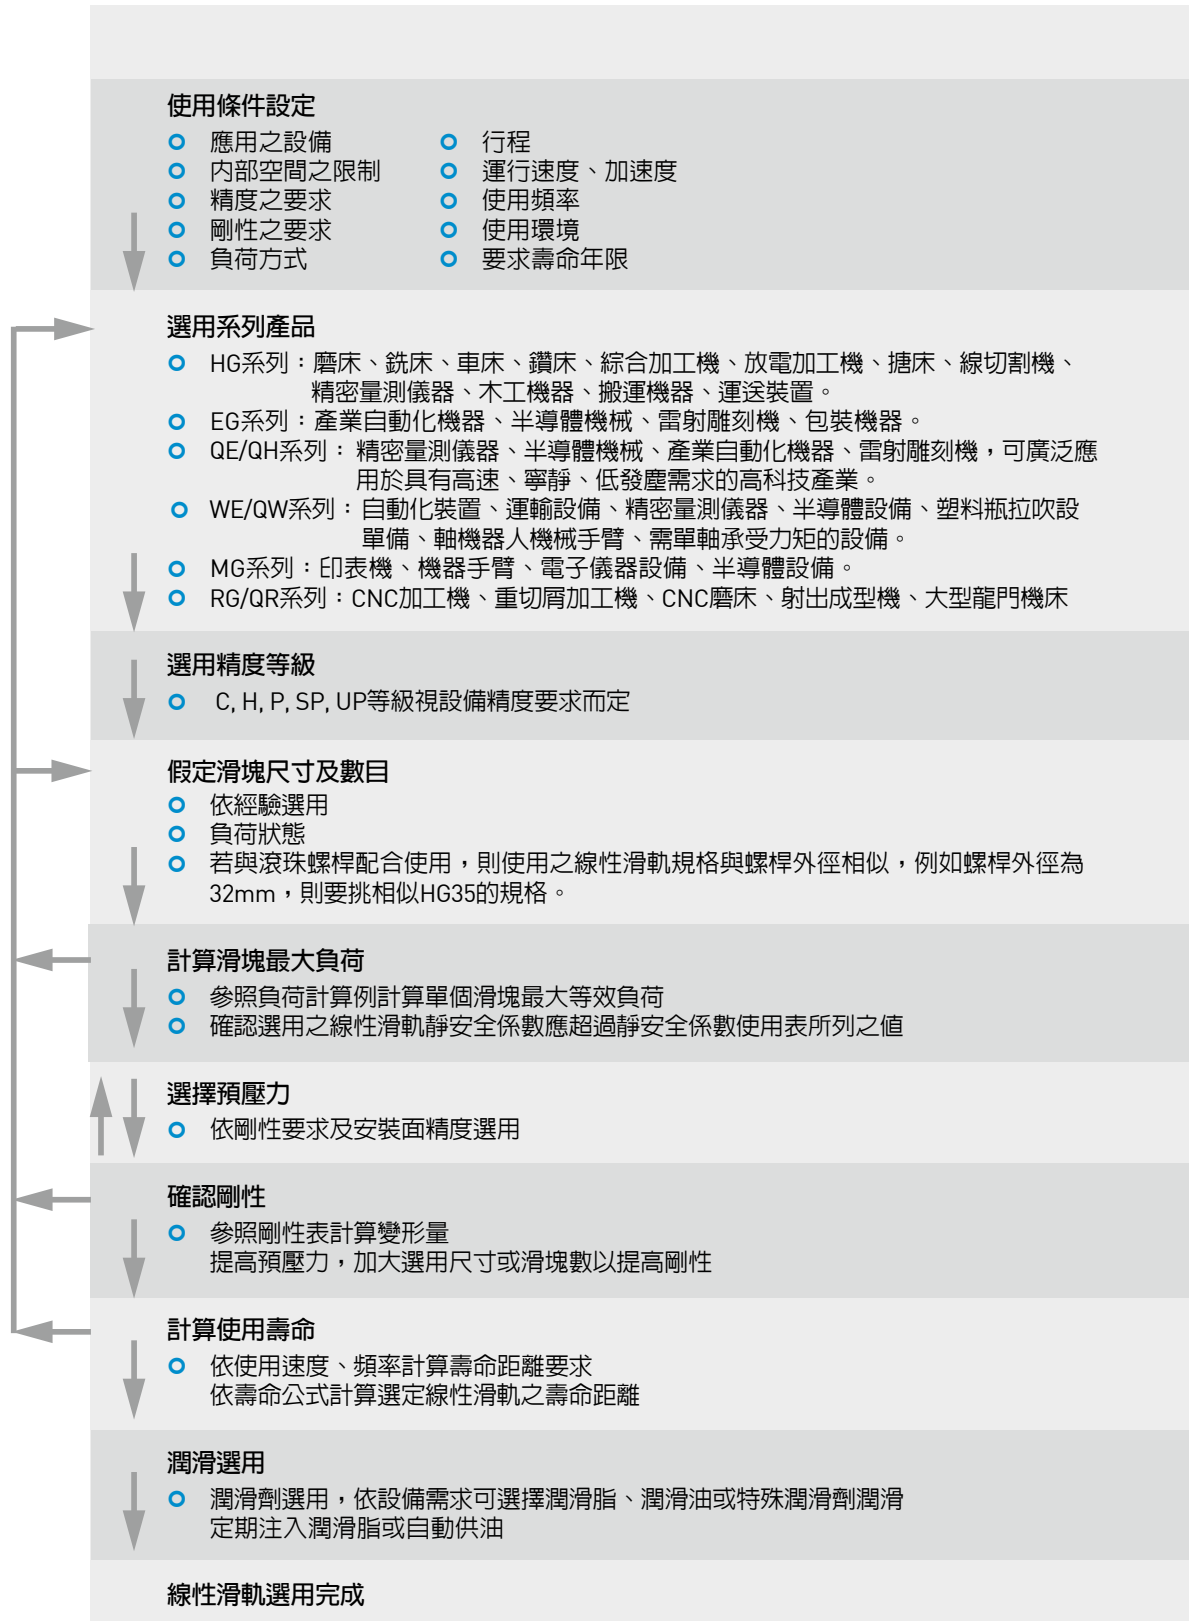 使用條件設定
應用之設備
内部空間之限制
精度之要求
剛性之要求
負荷方式
行程
運行速度、加速度
使用頻率
使用環境
要求壽命年限
選用系列產品
HG系列：磨床、銑床、車床、鑽床、綜合加工機、放電加工機、搪床、線切割機、
精密量測儀器、木工機器、搬運機器、運送裝置。
EG系列：產業自動化機器、半導體機械、雷射雕刻機、包裝機器。
QE/QH系列：精密量測儀器、半導體機械、產業自動化機器、雷射雕刻機，可廣泛應
用於具有高速、寧靜、低發塵需求的高科技產業。
WE/QW系列：自動化裝置、運輸設備、精密量測儀器、半導體設備、塑料瓶拉吹設
單備、軸機器人機械手臂、需單軸承受力矩的設備。
MG系列：印表機、機器手臂、電子儀器設備、半導體設備。
RG/QR系列：CNC加工機、重切屑加工機、CNC磨床、射出成型機、大型龍門機床
選用精度等級
C, H, P, SP, UP等級視設備精度要求而定
假定滑塊尺寸及數目
依經驗選用
負荷狀態
若與滾珠螺桿配合使用，則使用之線性滑軌規格與螺桿外徑相似，例如螺桿外徑為
32mm，則要挑相似HG35的規格。
計算滑塊最大負荷
參照負荷計算例計算單個滑塊最大等效負荷
確認選用之線性滑軌靜安全係數應超過靜安全係數使用表所列之值
選擇預壓力
依剛性要求及安裝面精度選用
確認剛性
參照剛性表計算變形量
提高預壓力，加大選用尺寸或滑塊數以提高剛性
計算使用壽命
依使用速度、頻率計算壽命距離要求
依壽命公式計算選定線性滑軌之壽命距離
潤滑選用
潤滑劑選用，依設備需求可選擇潤滑脂、潤滑油或特殊潤滑劑潤滑
定期注入潤滑脂或自動供油
線性滑軌選用完成